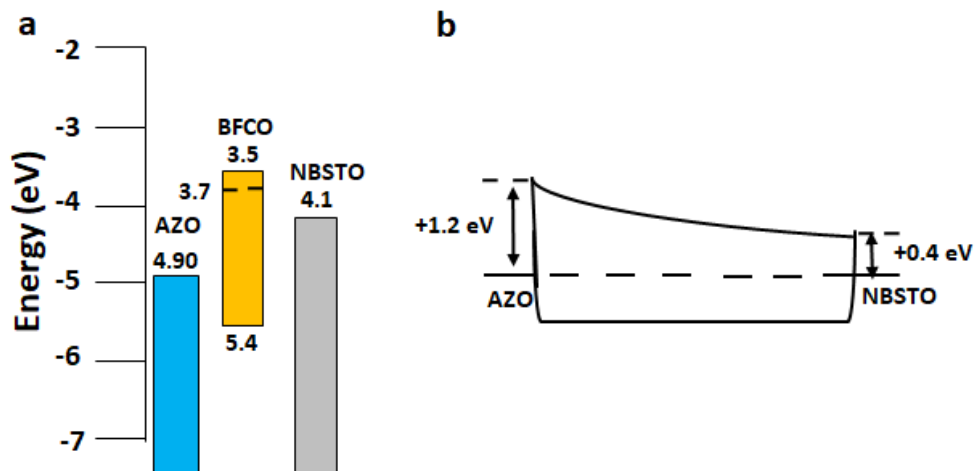 a
Energy (eV)
-2
-3
-4
-5
-6
-7
AZO
4.90
BFCO
3.5
3.7
5.4
NBSTO
4.1
b
+1.2 eV
+0.4 eV
AZO
NBSTO